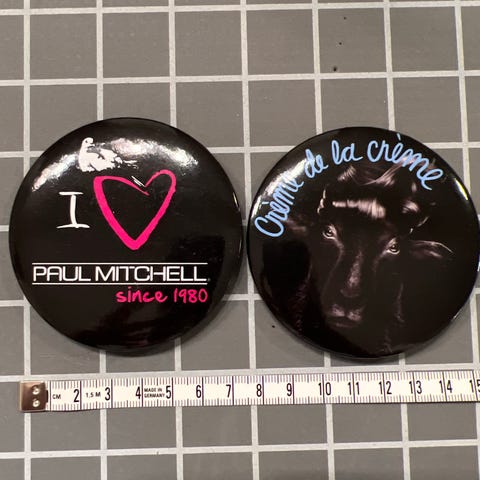 I
PAUL MITCHELL
since 1980
Crème de la crème
CM 2 1,5 M 3 MADE IN GERMANY 4 5 6 7 8 9 10 11 12 13 14 15